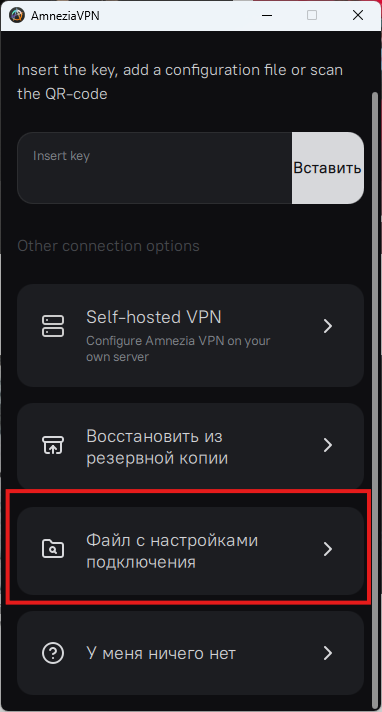 AmneziaVPN
Insert the key, add a configuration file or scan
the QR-code
Insert key
Вставить
Other connection options
Self-hosted VPN
Configure Amnezia VPN on your
own server
Восстановить из
резервной копии
Файл с настройками
подключения
У меня ничего нет